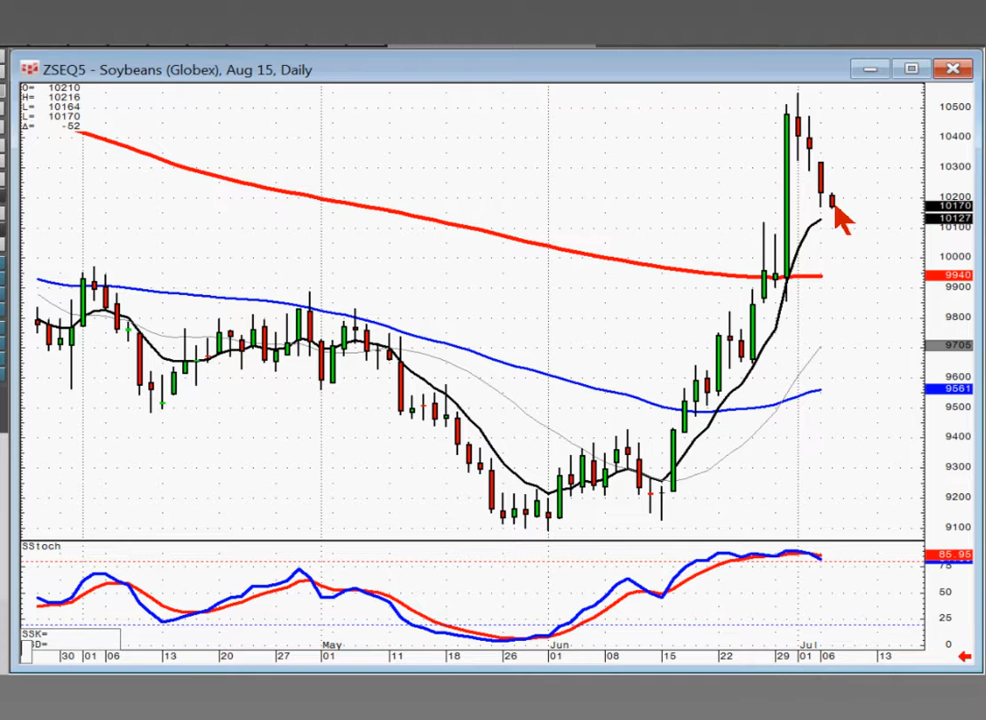 ZSEQ5 - Soybeans (Globex), Aug 15, Daily
O= 10210
H= 10216
L= 10164
L= 10170
Δ= -52
10500
10400
10300
10200
10170
10127
10100
10000
9940
9900
9800
9705
9600
9561
9500
9400
9300
9200
9100
SStoch
85.95
75
50
25
0
SSK=
SD=
May
Jun
Jul
30 01 06 13 20 27 01 11 18 26 01 08 15 22 29 01 06 13